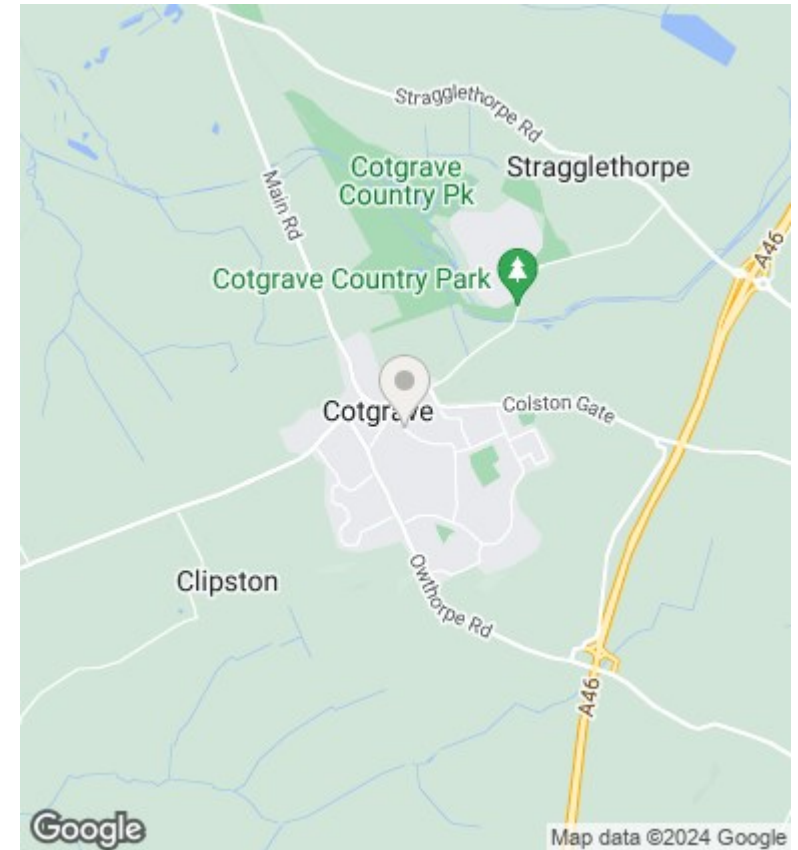 Stragglethorpe Rd
Cotgrave
Country Pk
Stragglethorpe
Main Rd
A46
Cotgrave Country Park
Cotgrave
Colston Gate
Clipston
Owthorpe Rd
A46
Google
Map data ©2024 Google